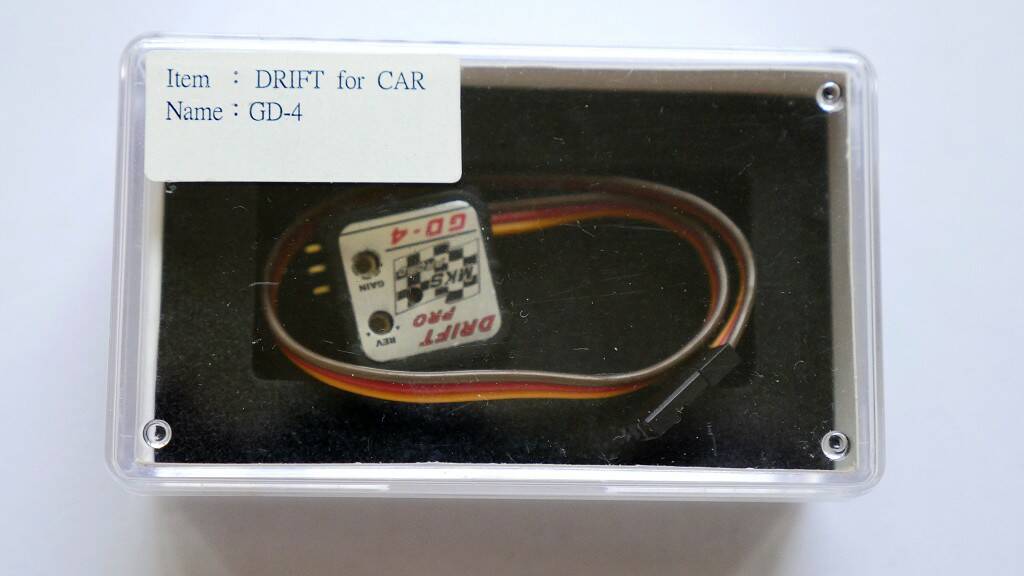 Item : DRIFT for CAR
Name : GD-4
DRIFT
PRO
REV
MKS
GAIN
GD-4